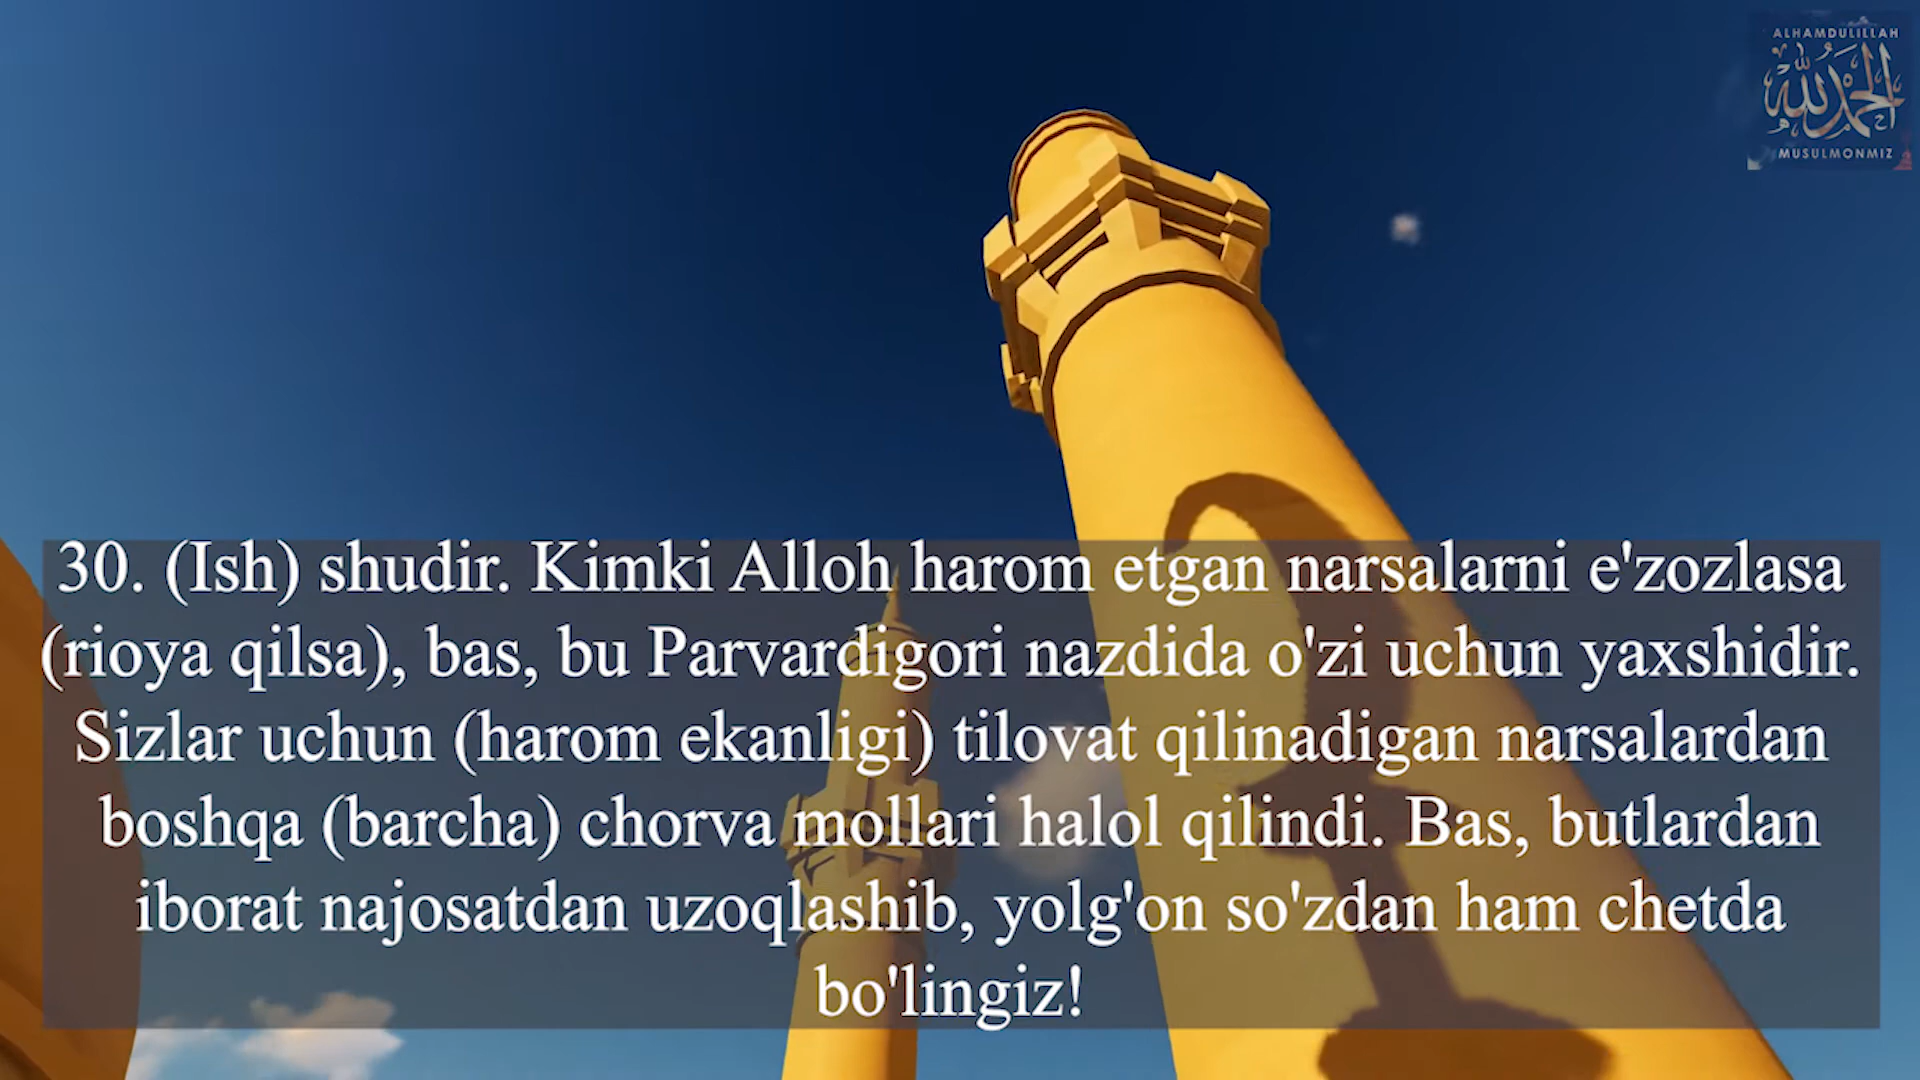 ALHAMDULILLAH
الحمد لله
MUSULMONMIZ
30. (Ish) shudir. Kimki Alloh harom etgan narsalarni e'zozlasa
(rioya qilsa), bas, bu Parvardigori nazdida o'zi uchun yaxshidir.
Sizlar uchun (harom ekanligi) tilovat qilinadigan narsalardan
boshqa (barcha) chorva mollari halol qilindi. Bas, butlardan
iborat najosatdan uzoqlashib, yolg'on so'zdan ham chetda
bo'lingiz!